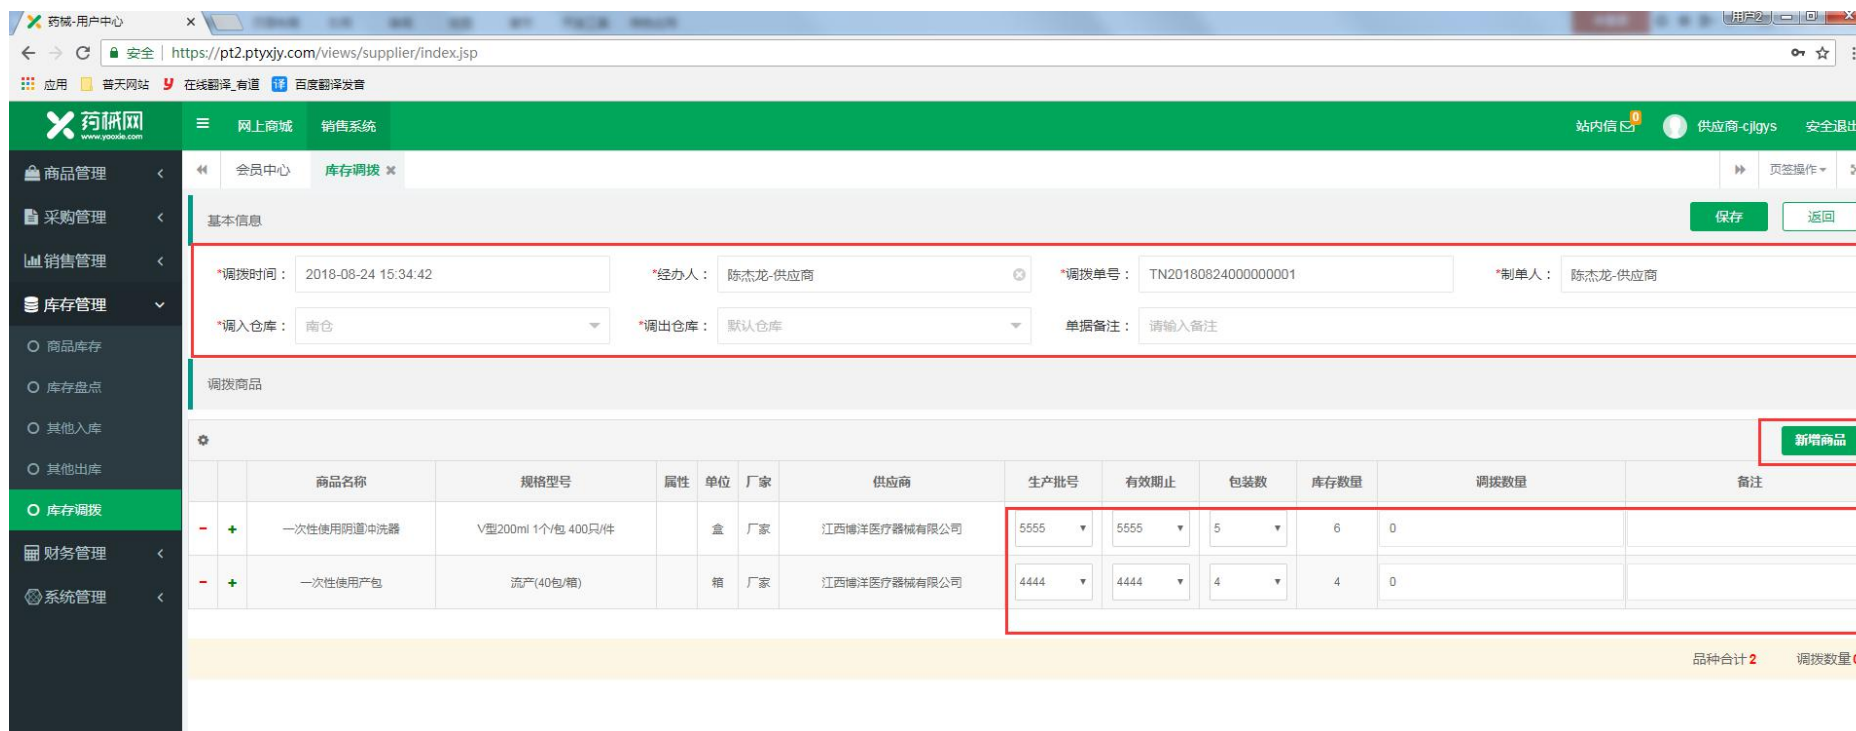 药械-用户中心
用户2
安全 https://pt2.ptyxjy.com/views/supplier/index.jsp
应用 普天网站 在线翻译_有道 译 百度翻译发音
药械网 网上商城 销售系统 站内信 0 供应商-cjlgys 安全退出
www.yaoxie.com
商品管理 会员中心 库存调拨 页签操作
采购管理 基本信息 保存 返回
销售管理
*调拨时间： 2018-08-24 15:34:42 *经办人： 陈杰龙-供应商 *调拨单号： TN20180824000000001 *制单人： 陈杰龙-供应商
库存管理
*调入仓库： 南仓 *调出仓库： 默认仓库 单据备注： 请输入备注
商品库存
库存盘点 调拨商品
其他入库 新增商品
其他出库
商品名称 规格型号 属性 单位 厂家 供应商 生产批号 有效期止 包装数 库存数量 调拨数量 备注
库存调拨
- + 一次性使用阴道冲洗器 V型200ml 1个/包 400只/件 盒 厂家 江西博洋医疗器械有限公司 5555 5555 5 6 0
财务管理
- + 一次性使用产包 流产(40包/箱) 箱 厂家 江西博洋医疗器械有限公司 4444 4444 4 4 0
系统管理
品种合计 2 调拨数量